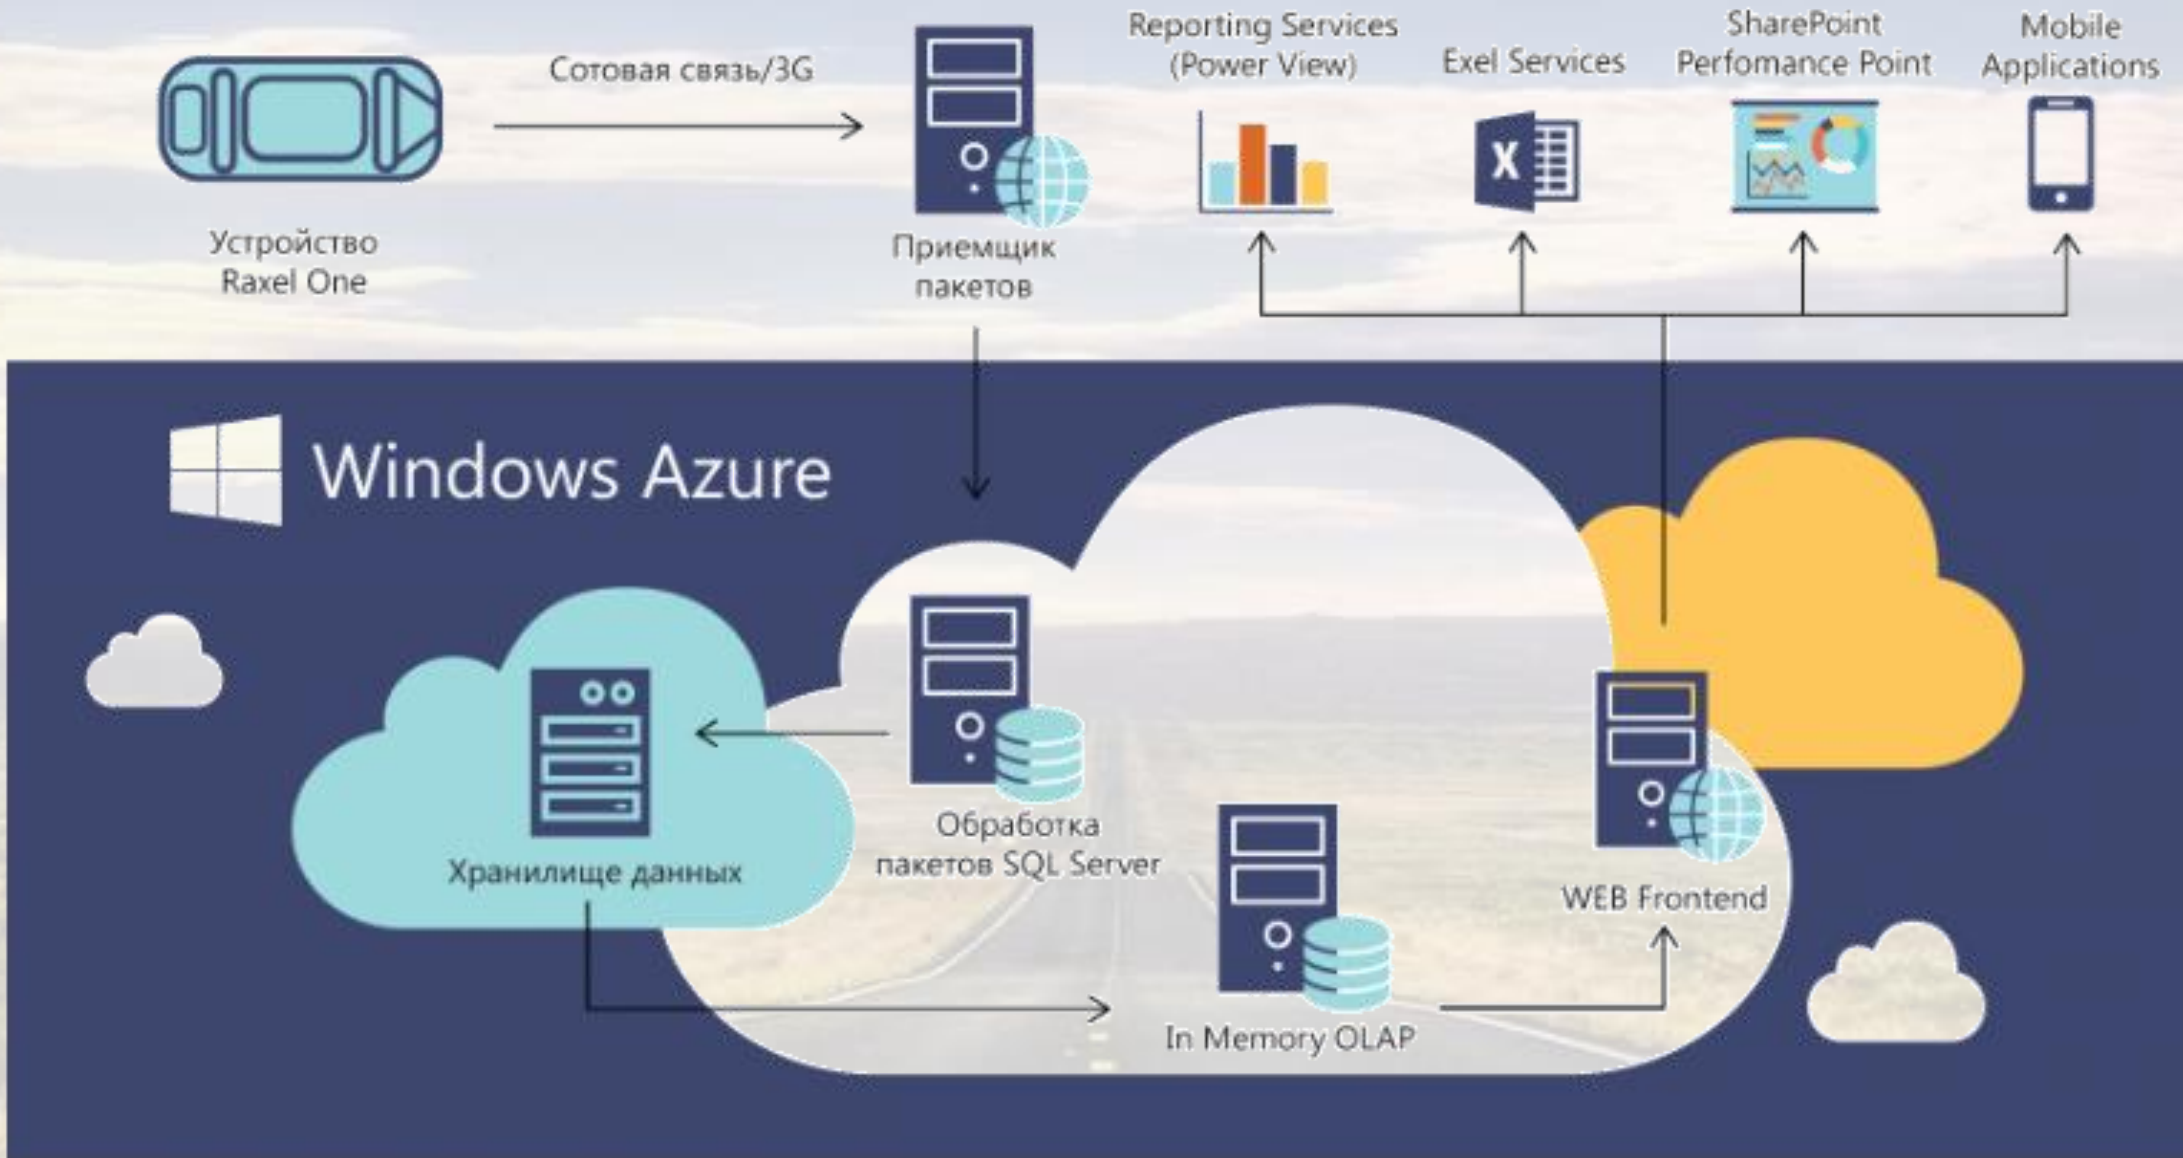 Сотовая связь/3G
Устройство
Raxel One
Приемщик
пакетов
Reporting Services
(Power View)
Exel Services
SharePoint
Perfomance Point
Mobile
Applications
Windows Azure
Хранилище данных
Обработка
пакетов SQL Server
In Memory OLAP
WEB Frontend
X